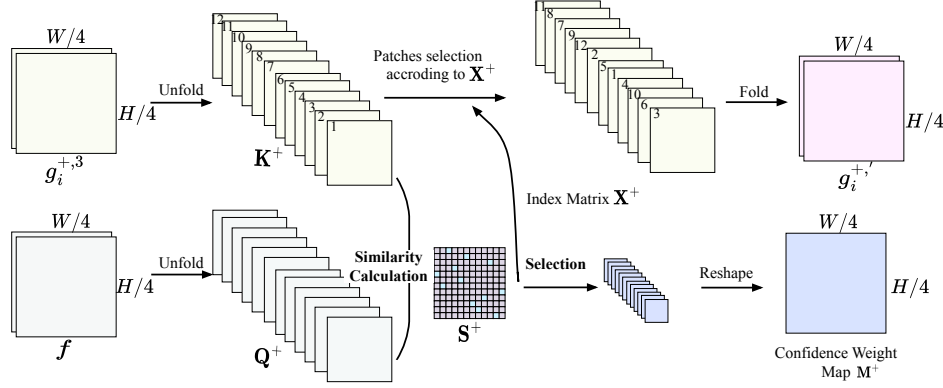 W/4
H/4
g_i^{+,3}
Unfold
12
11
10
9
8
7
6
5
4
3
2
1
K⁺
Patches selection
accroding to X⁺
11
8
7
9
12
2
5
1
4
10
6
3
Fold
W/4
H/4
g_i^{+,'}
W/4
H/4
f
Unfold
Q⁺
Similarity
Calculation
S⁺
Index Matrix X⁺
Selection
Reshape
W/4
H/4
Confidence Weight
Map M⁺